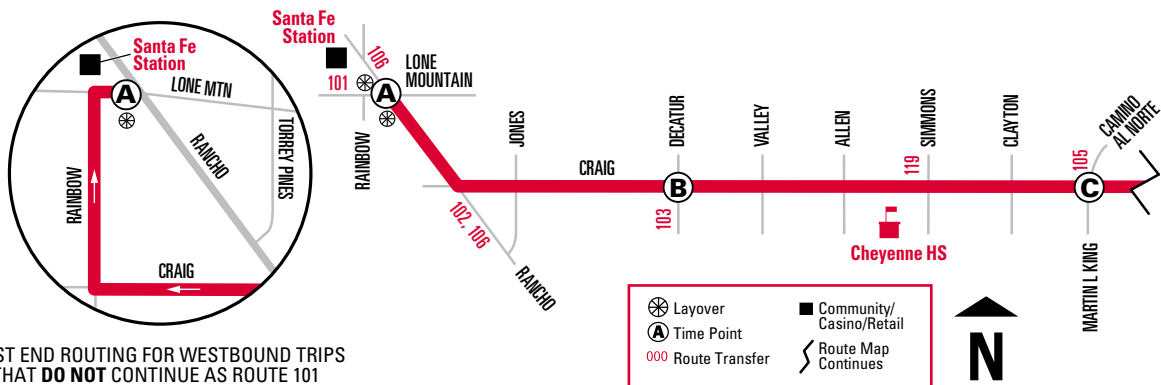 Santa Fe
Station
A
LONE MTN
RANCHO
TORREY PINES
RAINBOW
CRAIG
ST END ROUTING FOR WESTBOUND TRIPS
THAT DO NOT CONTINUE AS ROUTE 101
Santa Fe
Station
106
101
A
LONE
MOUNTAIN
RAINBOW
JONES
102, 106
RANCHO
CRAIG
DECATUR
B
103
VALLEY
ALLEN
119
SIMMONS
Cheyenne HS
CLAYTON
105
CAMINO
AL NORTE
C
MARTIN L KING
Layover
A Time Point
000 Route Transfer
Community/
Casino/Retail
Route Map
Continues
N